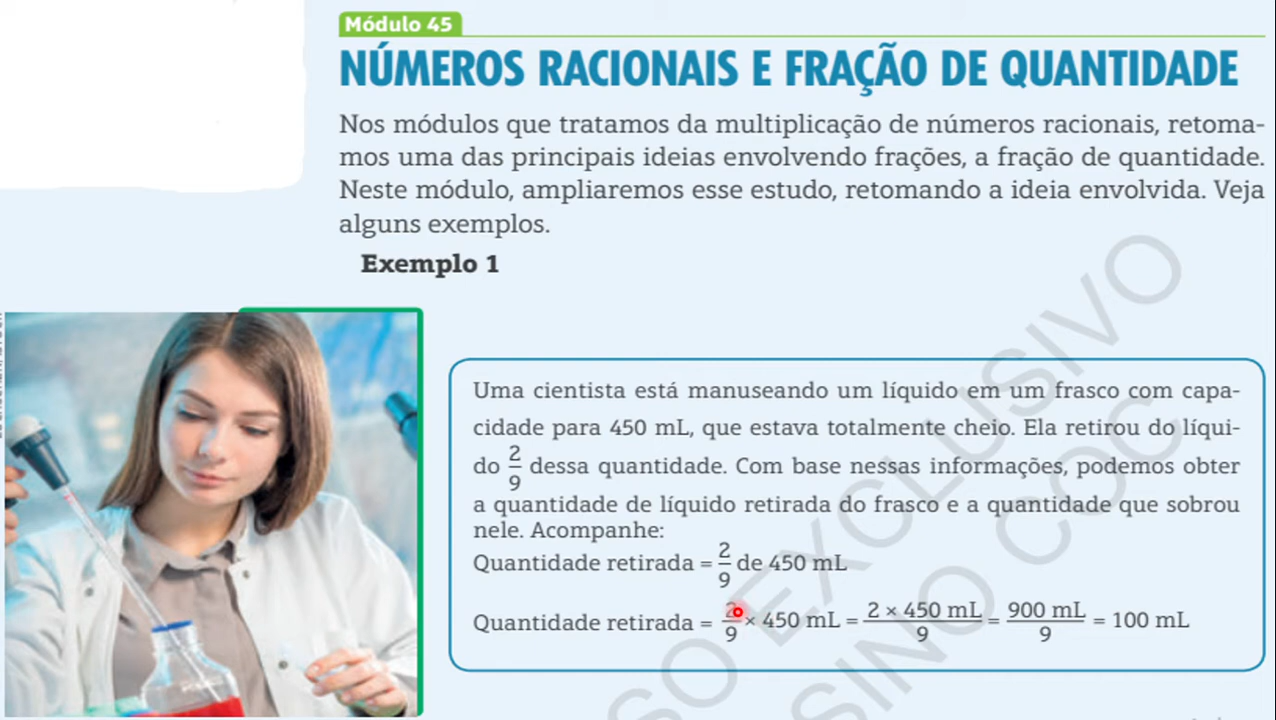 Módulo 45
NÚMEROS RACIONAIS E FRAÇÃO DE QUANTIDADE
Nos módulos que tratamos da multiplicação de números racionais, retoma-
mos uma das principais ideias envolvendo frações, a fração de quantidade.
Neste módulo, ampliaremos esse estudo, retomando a ideia envolvida. Veja
alguns exemplos.
Exemplo 1
Uma cientista está manuseando um líquido em um frasco com capa-
cidade para 450 mL, que estava totalmente cheio. Ela retirou do líqui-
do 2/9 dessa quantidade. Com base nessas informações, podemos obter
a quantidade de líquido retirada do frasco e a quantidade que sobrou
nele. Acompanhe:
Quantidade retirada = 2/9 de 450 mL
Quantidade retirada = 2/9 × 450 mL = 2 × 450 mL/9 = 900 mL/9 = 100 mL
SO EXCLUSIVO
SINO COC